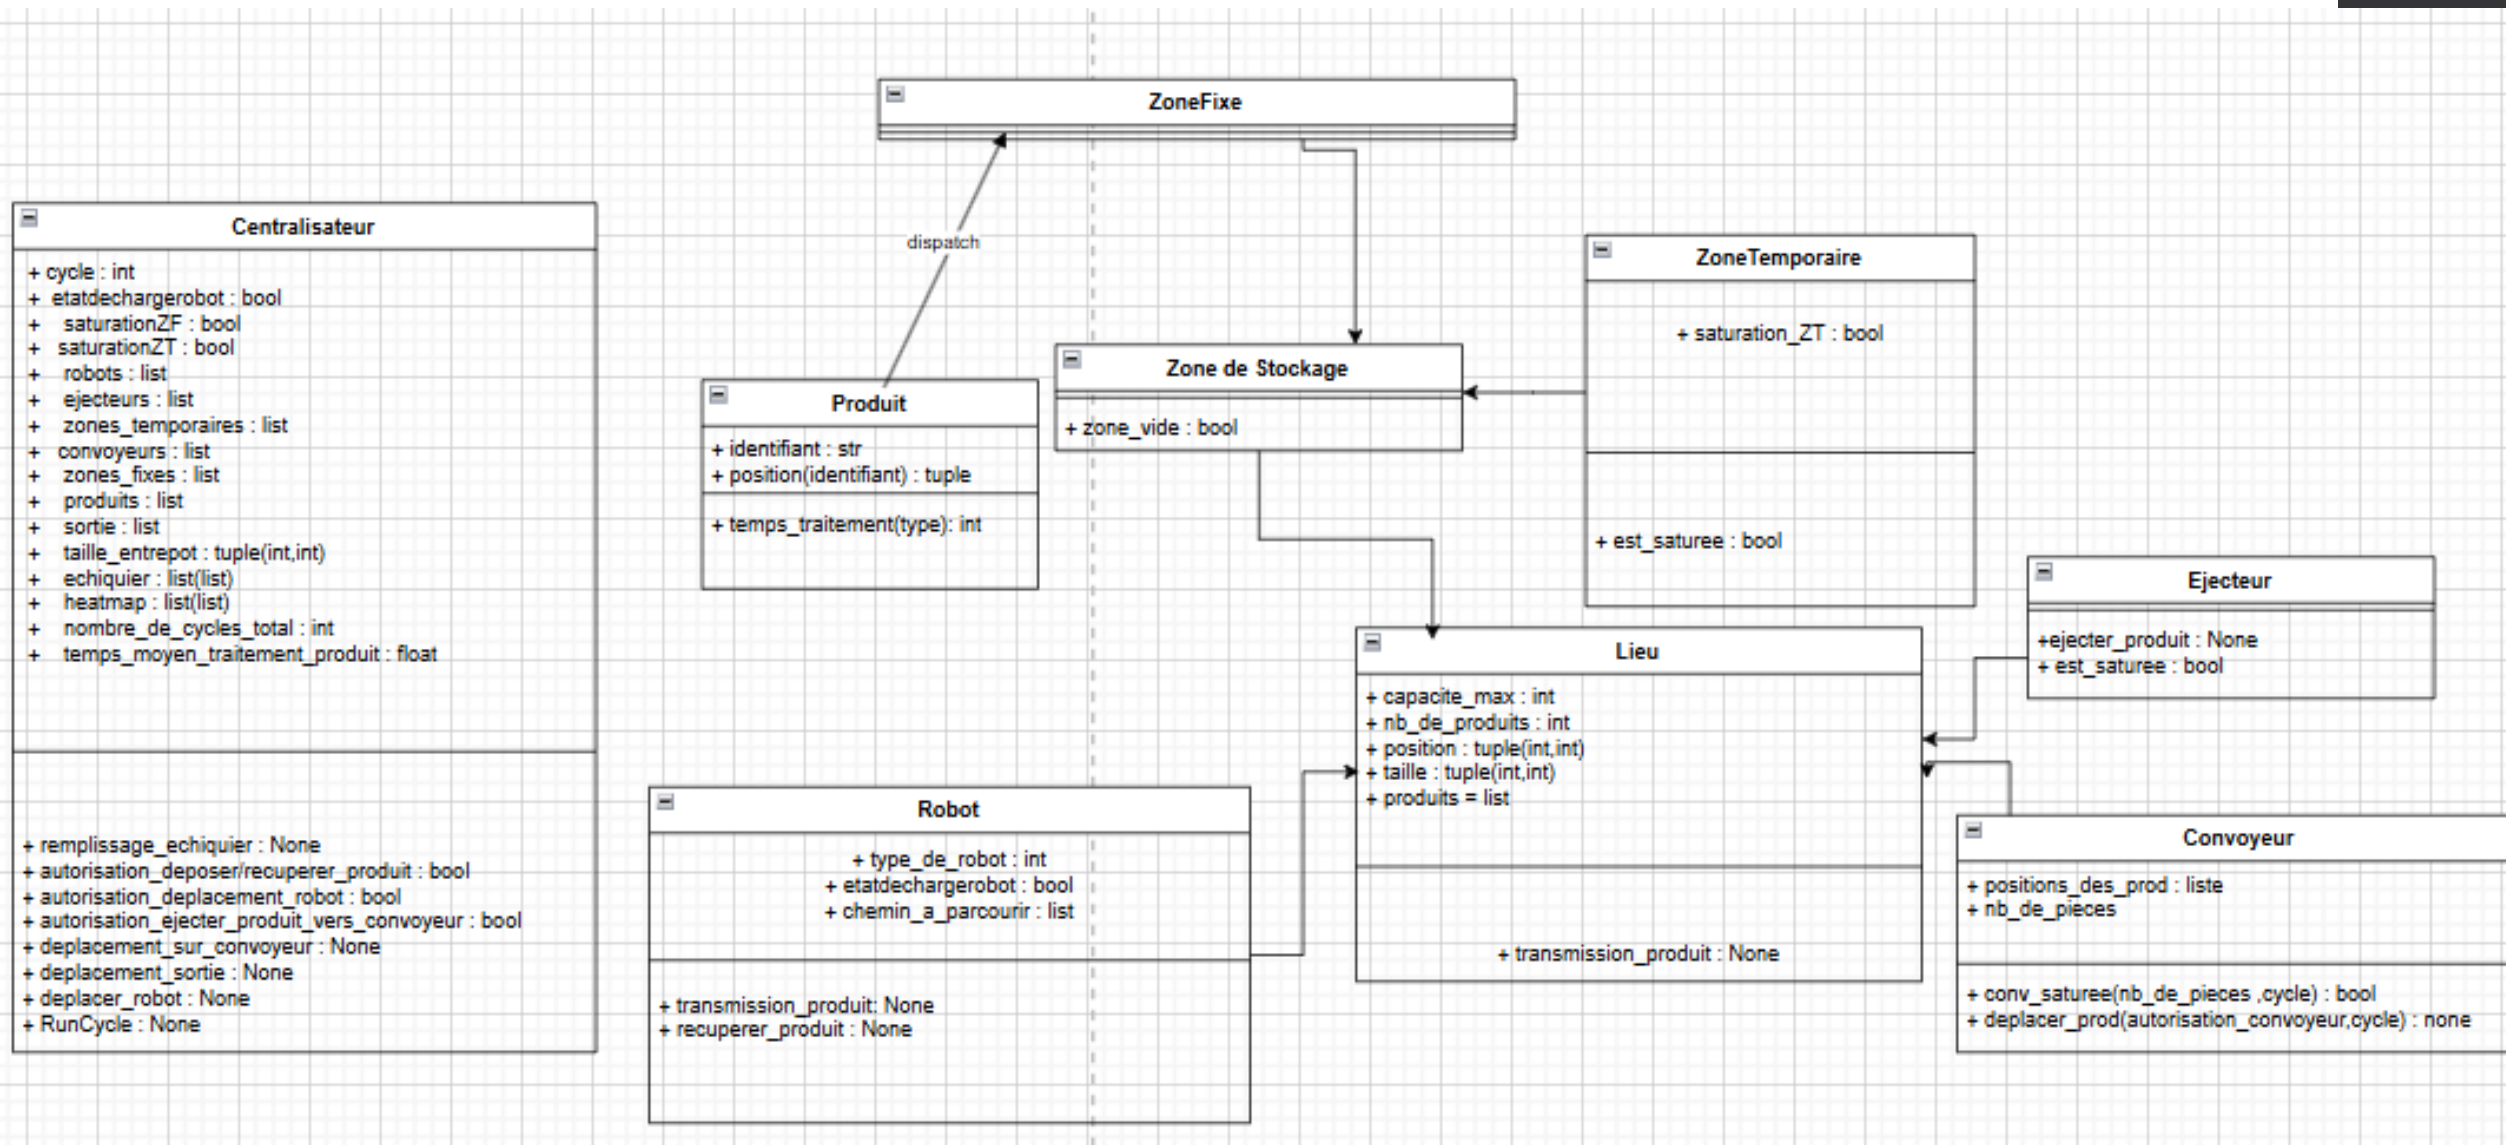 ZoneFixe
dispatch
Centralisateur
+ cycle : int
+ etatdechargerobot : bool
+ saturationZF : bool
+ saturationZT : bool
+ robots : list
+ ejecteurs : list
+ zones_temporaires : list
+ convoyeurs : list
+ zones_fixes : list
+ produits : list
+ sortie : list
+ taille_entrepot : tuple(int,int)
+ echiquier : list(list)
+ heatmap : list(list)
+ nombre_de_cycles_total : int
+ temps_moyen_traitement_produit : float
+ remplissage_echiquier : None
+ autorisation_deposer/recuperer_produit : bool
+ autorisation_deplacement_robot : bool
+ autorisation_ejecter_produit_vers_convoyeur : bool
+ deplacement_sur_convoyeur : None
+ deplacement_sortie : None
+ deplacer_robot : None
+ RunCycle : None
Produit
+ identifiant : str
+ position(identifiant) : tuple
+ temps_traitement(type): int
Zone de Stockage
+ zone_vide : bool
ZoneTemporaire
+ saturation_ZT : bool
+ est_saturee : bool
Ejecteur
+ejecter_produit : None
+ est_saturee : bool
Lieu
+ capacite_max : int
+ nb_de_produits : int
+ position : tuple(int,int)
+ taille : tuple(int,int)
+ produits = list
+ transmission_produit : None
Robot
+ type_de_robot : int
+ etatdechargerobot : bool
+ chemin_a_parcourir : list
+ transmission_produit: None
+ recuperer_produit : None
Convoyeur
+ positions_des_prod : liste
+ nb_de_pieces
+ conv_saturee(nb_de_pieces ,cycle) : bool
+ deplacer_prod(autorisation_convoyeur,cycle) : none